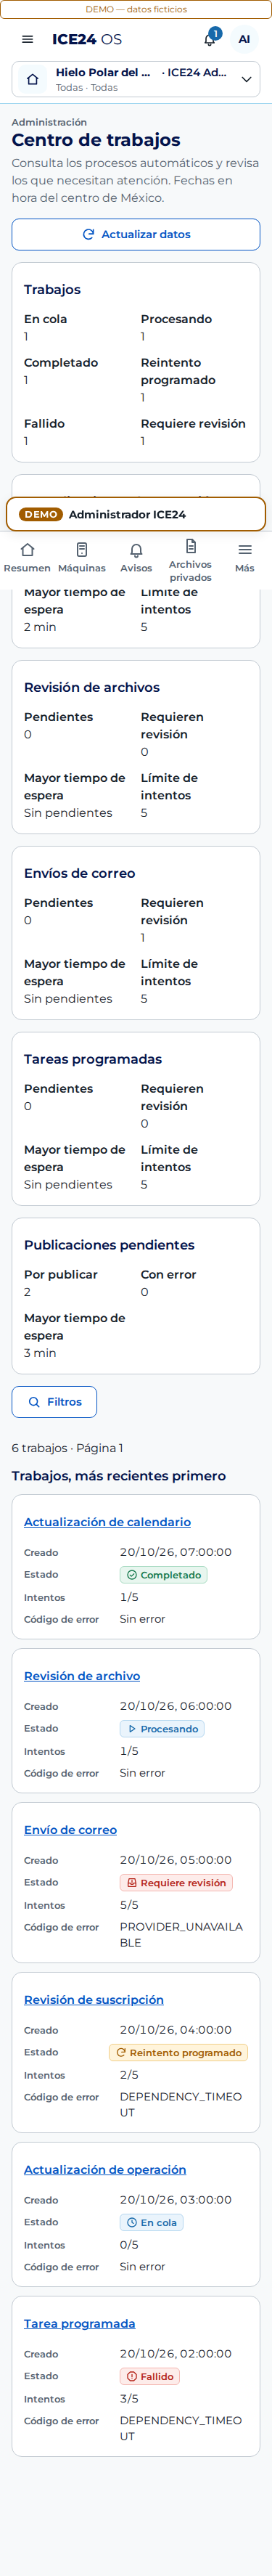 DEMO — datos ficticios
ICE24 OS
1
AI
Hielo Polar del ... · ICE24 Ad...
Todas · Todas
Administración
Centro de trabajos
Consulta los procesos automáticos y revisa
los que necesitan atención. Fechas en
hora del centro de México.
Actualizar datos
Trabajos
En cola
1
Procesando
1
Completado
1
Reintento
programado
1
Fallido
1
Requiere revisión
1
DEMO Administrador ICE24
Resumen
Máquinas
Avisos
Archivos
privados
Más
Mayor tiempo de
espera
2 min
Límite de
intentos
5
Revisión de archivos
Pendientes
0
Requieren
revisión
0
Mayor tiempo de
espera
Sin pendientes
Límite de
intentos
5
Envíos de correo
Pendientes
0
Requieren
revisión
1
Mayor tiempo de
espera
Sin pendientes
Límite de
intentos
5
Tareas programadas
Pendientes
0
Requieren
revisión
0
Mayor tiempo de
espera
Sin pendientes
Límite de
intentos
5
Publicaciones pendientes
Por publicar
2
Con error
0
Mayor tiempo de
espera
3 min
Filtros
6 trabajos · Página 1
Trabajos, más recientes primero
Actualización de calendario
Creado 20/10/26, 07:00:00
Estado Completado
Intentos 1/5
Código de error Sin error
Revisión de archivo
Creado 20/10/26, 06:00:00
Estado Procesando
Intentos 1/5
Código de error Sin error
Envío de correo
Creado 20/10/26, 05:00:00
Estado Requiere revisión
Intentos 5/5
Código de error PROVIDER_UNAVAILA
BLE
Revisión de suscripción
Creado 20/10/26, 04:00:00
Estado Reintento programado
Intentos 2/5
Código de error DEPENDENCY_TIMEO
UT
Actualización de operación
Creado 20/10/26, 03:00:00
Estado En cola
Intentos 0/5
Código de error Sin error
Tarea programada
Creado 20/10/26, 02:00:00
Estado Fallido
Intentos 3/5
Código de error DEPENDENCY_TIMEO
UT